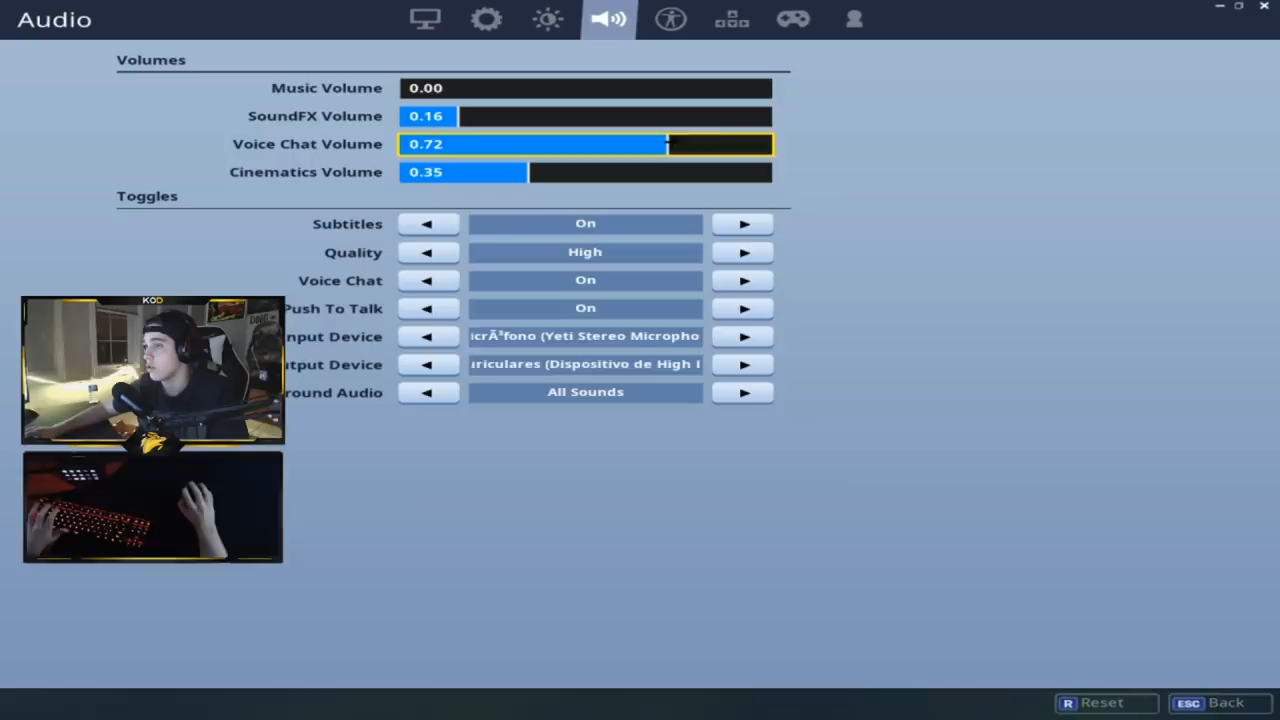 Audio
Volumes
Music Volume 0.00
SoundFX Volume 0.16
Voice Chat Volume 0.72
Cinematics Volume 0.35
Toggles
Subtitles On
Quality High
Voice Chat On
Push To Talk On
nput Device icrÃ³fono (Yeti Stereo Micropho
utput Device uriculares (Dispositivo de High I
round Audio All Sounds
KOD
R Reset
ESC Back